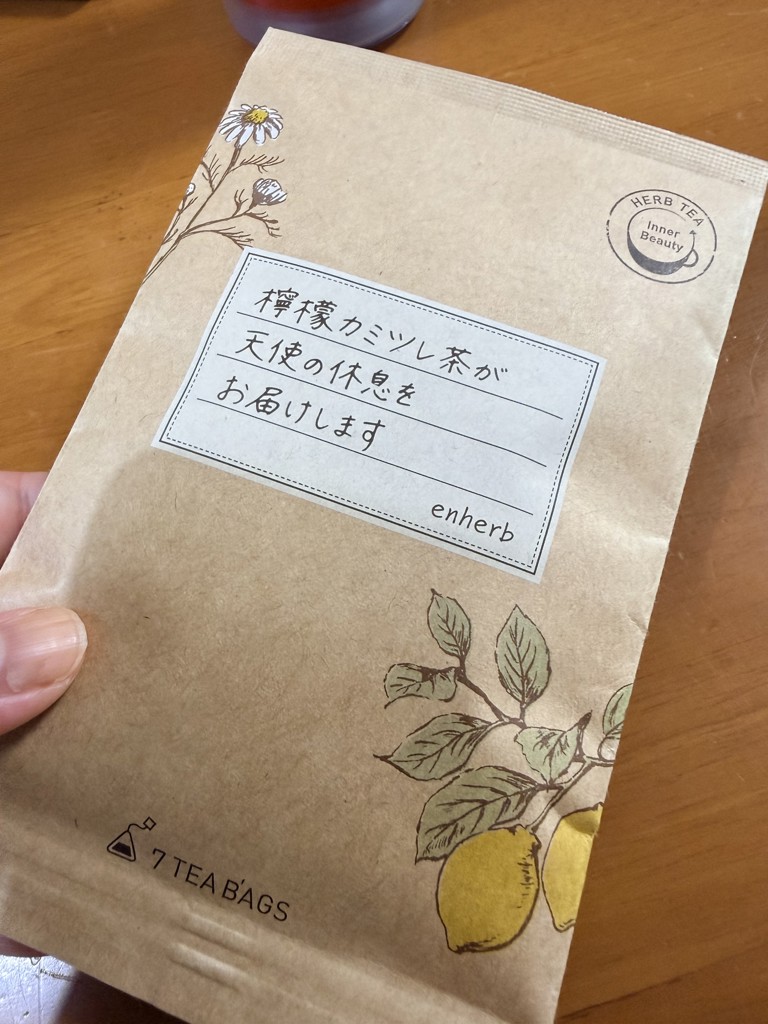 HERB TEA
Inner
Beauty
檸檬カミツレ茶が
天使の休息を
お届けします
enherb
7 TEA BAGS